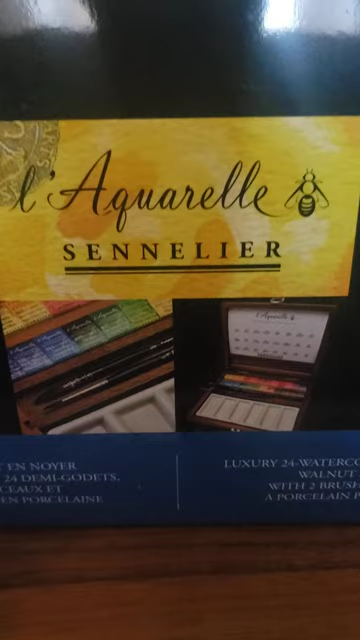 l'Aquarelle
SENNELIER
l'Aquarelle
EN NOYER
24 DEMI-GODETS,
CEAUX ET
EN PORCELAINE
LUXURY 24-WATERCO
WALNUT
WITH 2 BRUSH
A PORCELAIN P